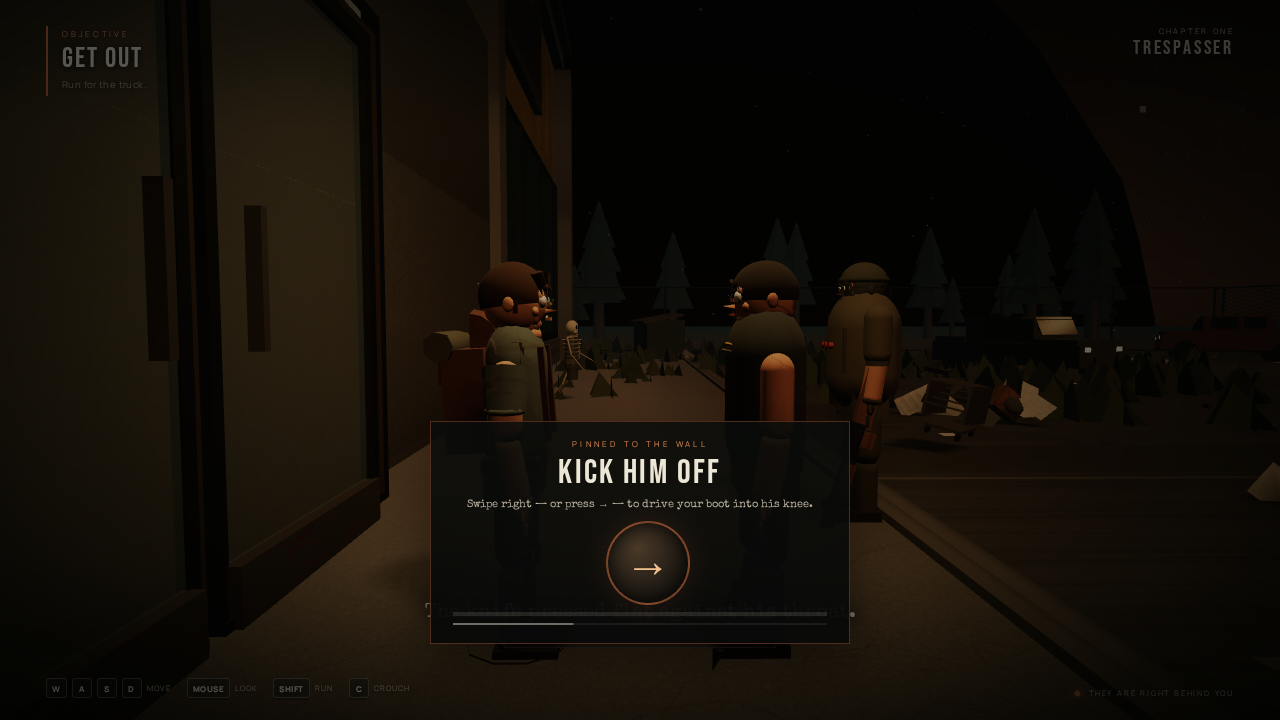 OBJECTIVE
GET OUT
Run for the truck.
CHAPTER ONE
TRESPASSER
PINNED TO THE WALL
KICK HIM OFF
Swipe right — or press → — to drive your boot into his knee.
→
W A S D MOVE MOUSE LOOK SHIFT RUN C CROUCH
THEY ARE RIGHT BEHIND YOU